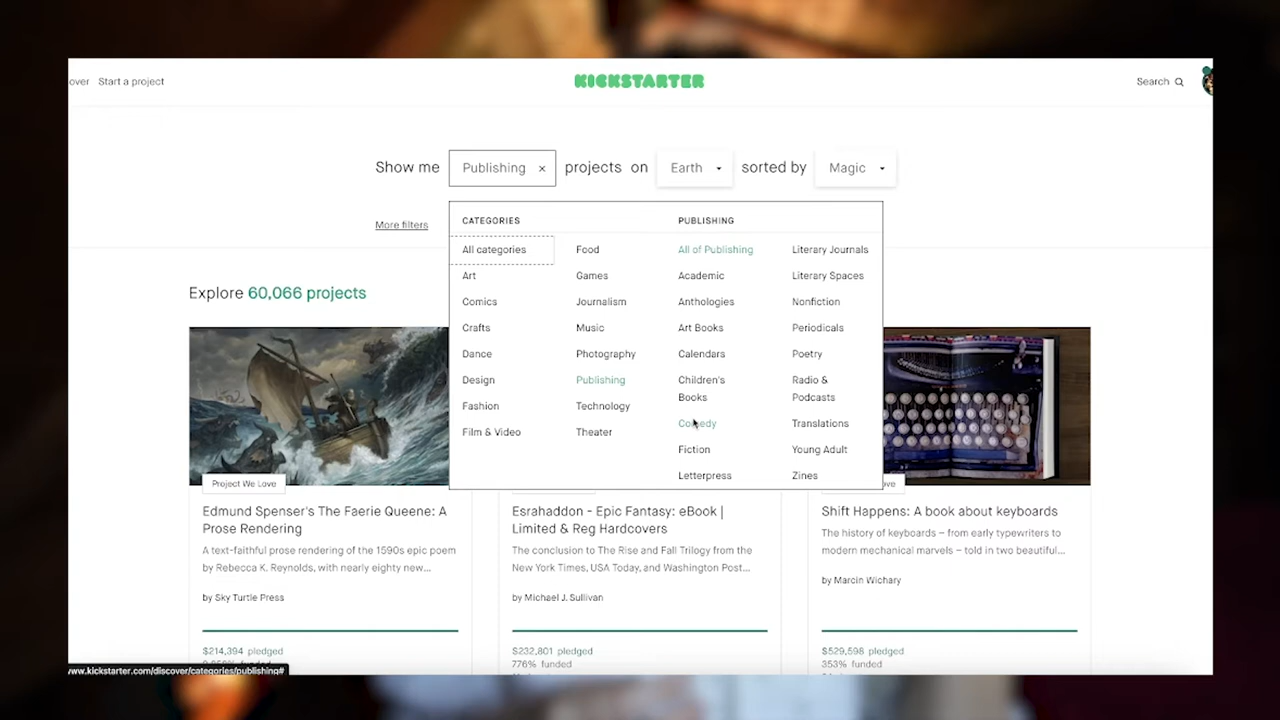 over Start a project KICKSTARTER Search
Show me Publishing × projects on Earth sorted by Magic
More filters
CATEGORIES
All categories
Art
Comics
Crafts
Dance
Design
Fashion
Film & Video
Food
Games
Journalism
Music
Photography
Publishing
Technology
Theater
PUBLISHING
All of Publishing
Academic
Anthologies
Art Books
Calendars
Children's
Books
Comedy
Fiction
Letterpress
Literary Journals
Literary Spaces
Nonfiction
Periodicals
Poetry
Radio &
Podcasts
Translations
Young Adult
Zines
Explore 60,066 projects
Project We Love
Edmund Spenser's The Faerie Queene: A
Prose Rendering
A text-faithful prose rendering of the 1590s epic poem
by Rebecca K. Reynolds, with nearly eighty new...
by Sky Turtle Press
$214,394 pledged
Esrahaddon - Epic Fantasy: eBook |
Limited & Reg Hardcovers
The conclusion to The Rise and Fall Trilogy from the
New York Times, USA Today, and Washington Post...
by Michael J. Sullivan
$232,801 pledged
776% funded
ove
Shift Happens: A book about keyboards
The history of keyboards – from early typewriters to
modern mechanical marvels – told in two beautiful...
by Marcin Wichary
$529,598 pledged
353% funded
www.kickstarter.com/discover/categories/publishing#